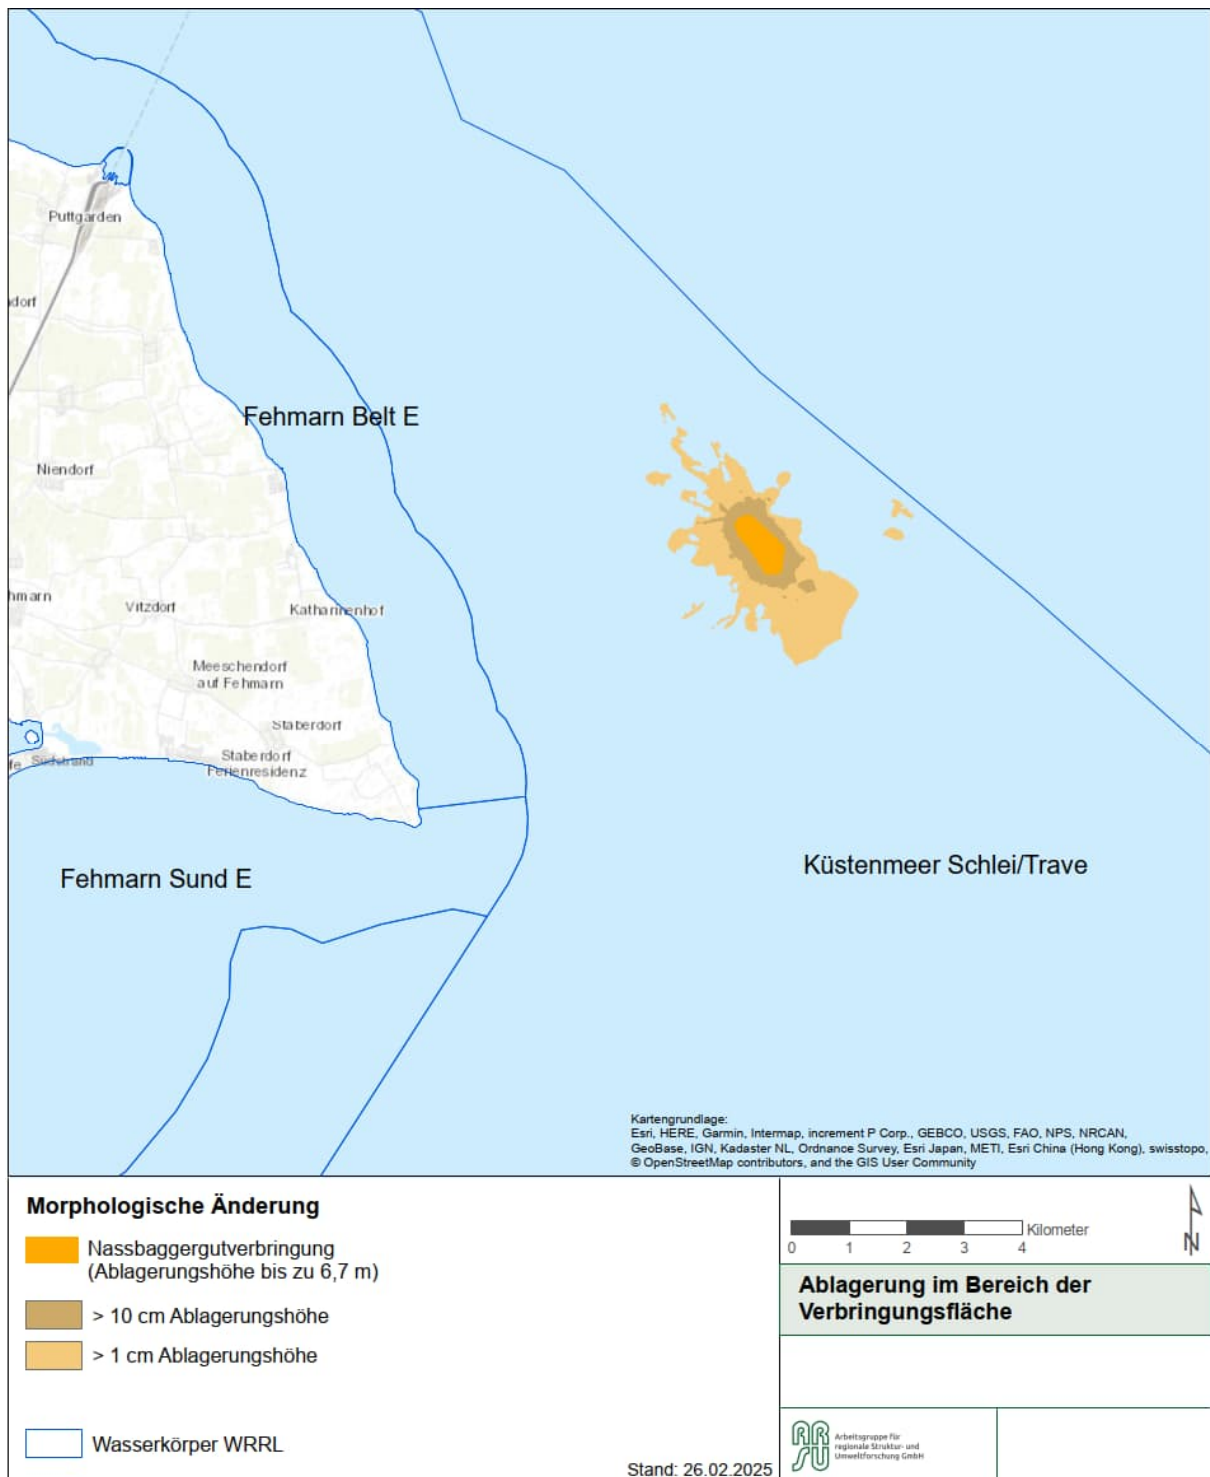 Puttgarden
dorf
Fehmarn Belt E
Niendorf
hmarn
Vitzdorf
Katharinenhof
Meeschendorf
auf Fehmarn
Staberdorf
Staberdorf
Ferienresidenz
fe
Südstrand
Küstenmeer Schlei/Trave
Fehmarn Sund E
Kartengrundlage:
Esri, HERE, Garmin, Intermap, increment P Corp., GEBCO, USGS, FAO, NPS, NRCAN,
GeoBase, IGN, Kadaster NL, Ordnance Survey, Esri Japan, METI, Esri China (Hong Kong), swisstopo,
© OpenStreetMap contributors, and the GIS User Community
Morphologische Änderung
Nassbaggergutverbringung
(Ablagerungshöhe bis zu 6,7 m)
> 10 cm Ablagerungshöhe
> 1 cm Ablagerungshöhe
Wasserkörper WRRL
Stand: 26.02.2025
Kilometer
0 1 2 3 4
N
Ablagerung im Bereich der
Verbringungsfläche
ARSU
Arbeitsgruppe für
regionale Struktur- und
Umweltforschung GmbH